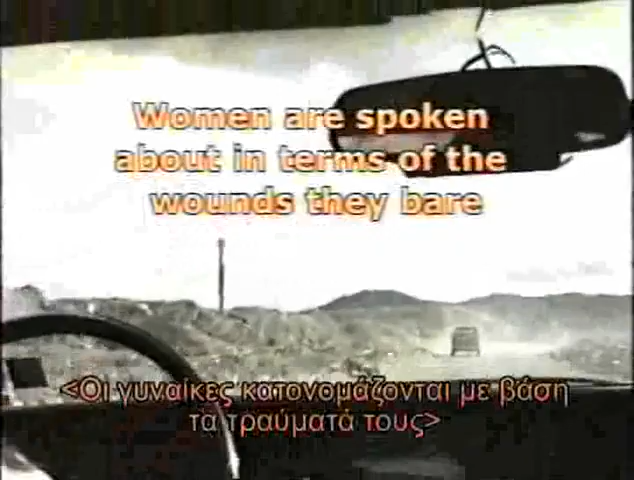 Women are spoken
about in terms of the
wounds they bare
<Οι γυναίκες κατονομάζονται με βάση
τα τραύματά τους>